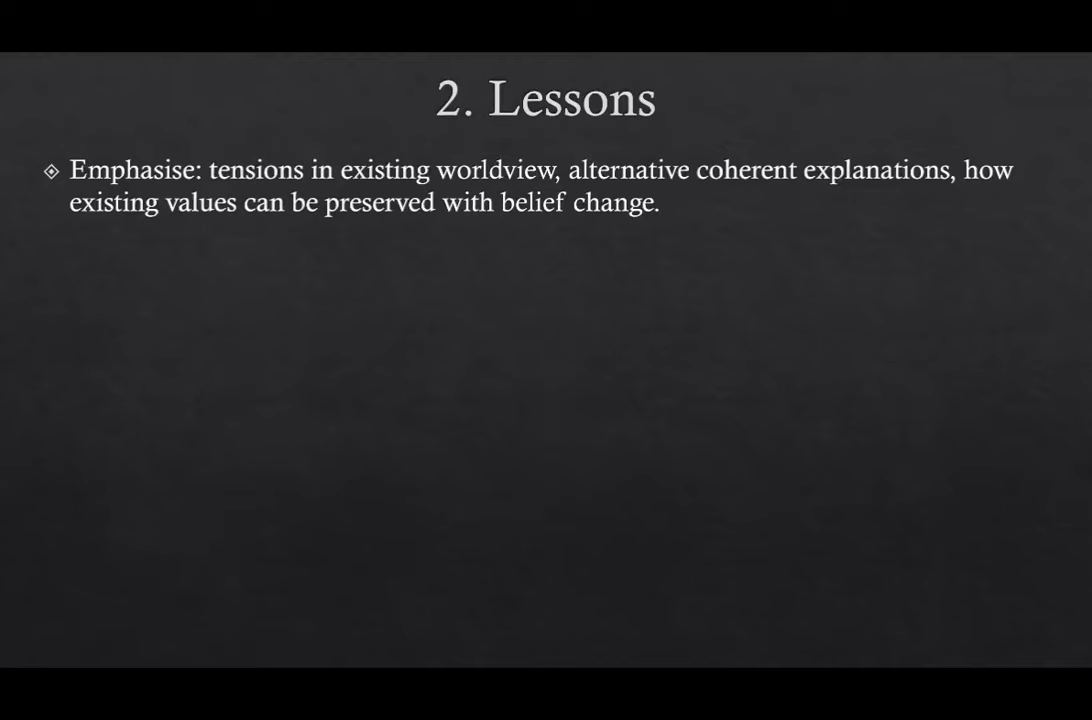 2. Lessons
Emphasise: tensions in existing worldview, alternative coherent explanations, how
existing values can be preserved with belief change.